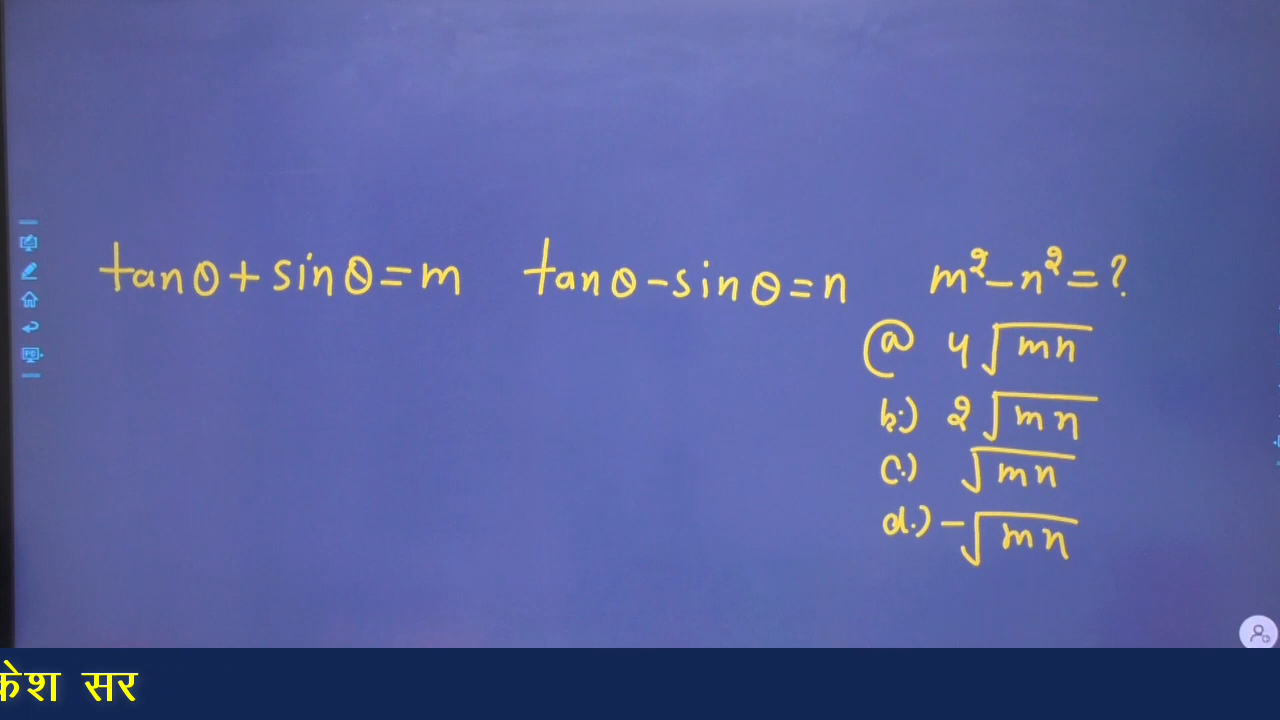 tanθ + sinθ = m tanθ - sinθ = n m² - n² = ?
(a) 4√mn
b.) 2√mn
c.) √mn
d.) -√mn
केश सर